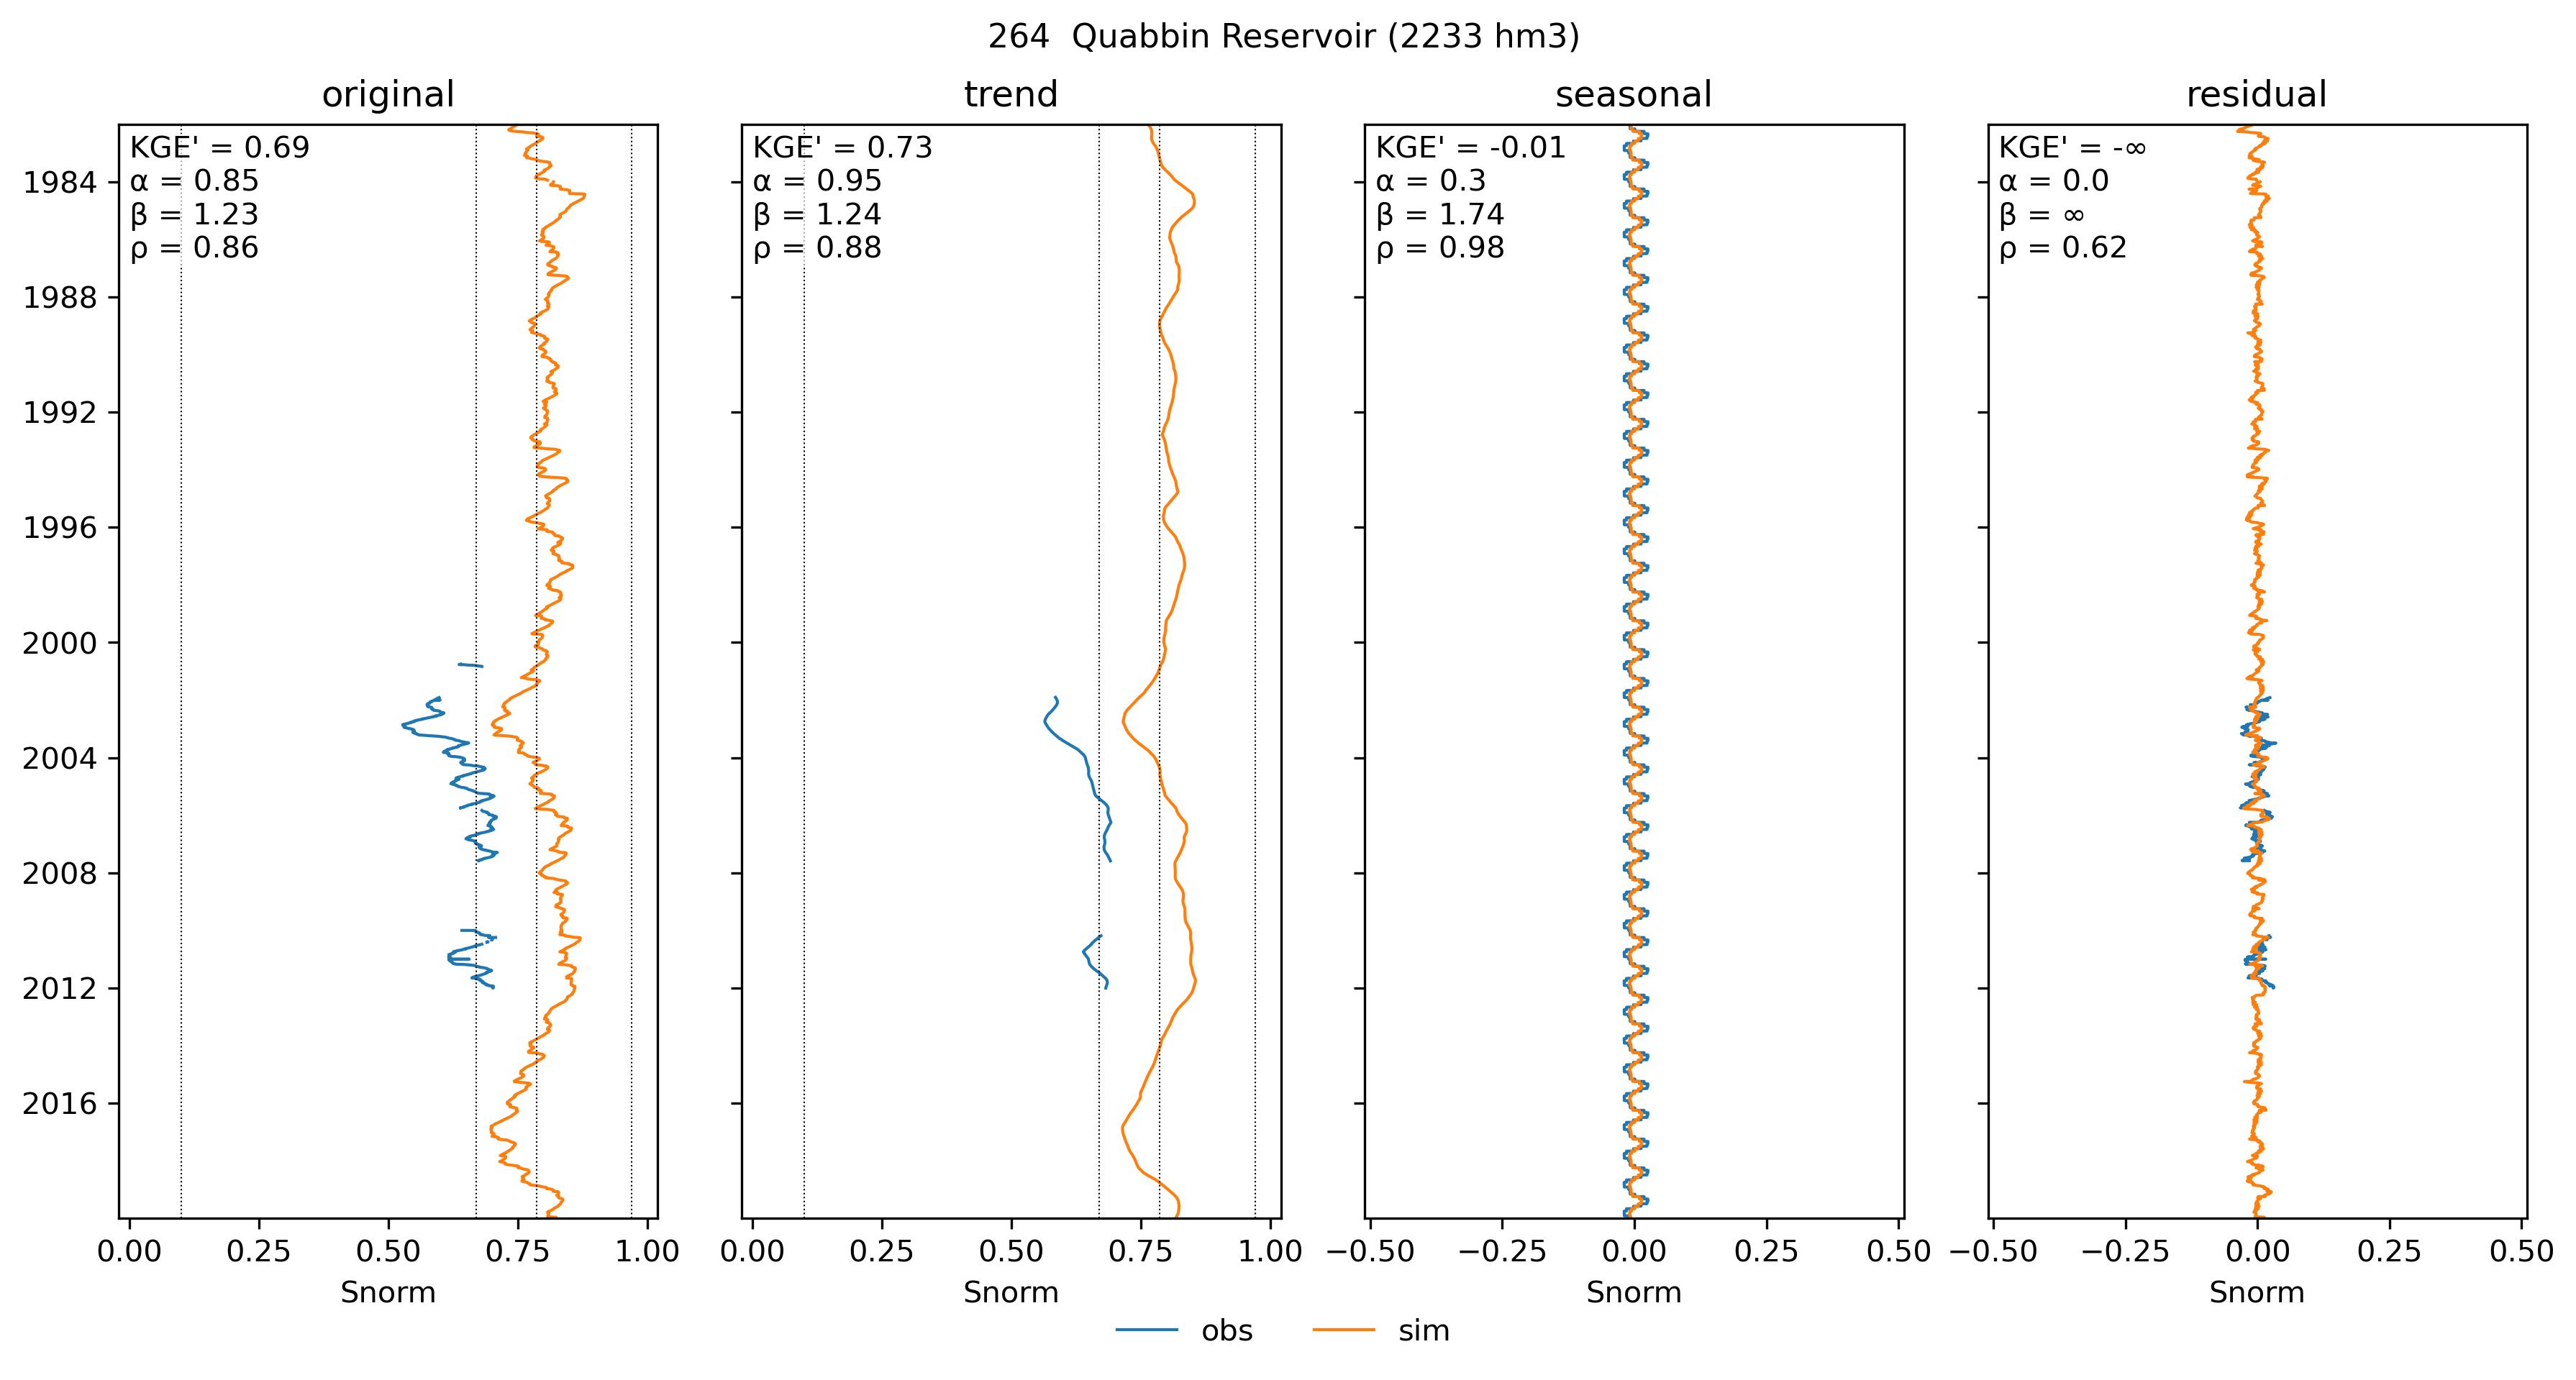 264  Quabbin Reservoir (2233 hm3)
original
trend
seasonal
residual
KGE' = 0.69
α = 0.85
β = 1.23
ρ = 0.86
KGE' = 0.73
α = 0.95
β = 1.24
ρ = 0.88
KGE' = -0.01
α = 0.3
β = 1.74
ρ = 0.98
KGE' = -∞
α = 0.0
β = ∞
ρ = 0.62
1984
1988
1992
1996
2000
2004
2008
2012
2016
0.00 0.25 0.50 0.75 1.00
0.00 0.25 0.50 0.75 1.00
−0.50 −0.25 0.00 0.25 0.50
−0.50 −0.25 0.00 0.25 0.50
Snorm
Snorm
Snorm
Snorm
obs
sim